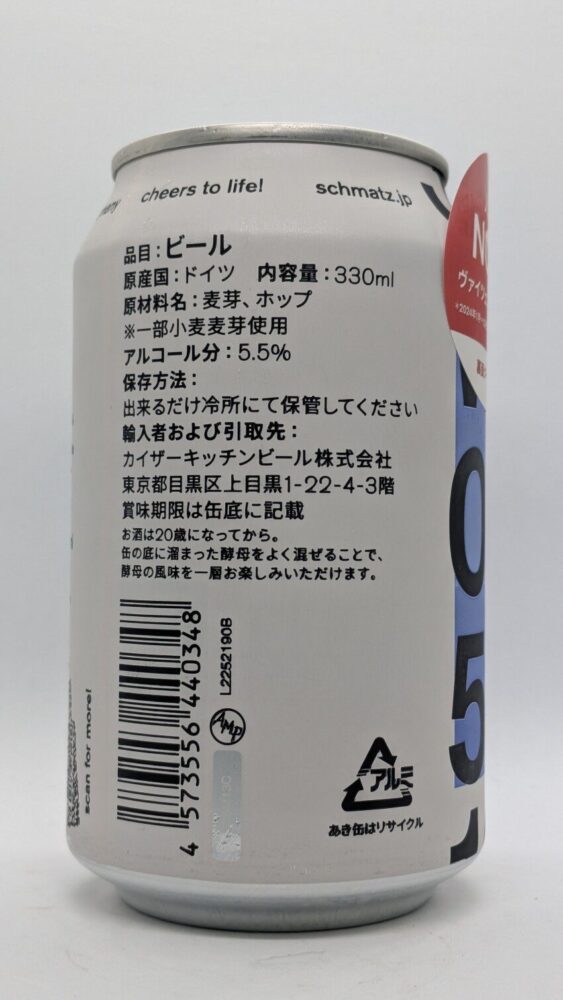 cheers to life!
schmatz.jp
品目：ビール
原産国：ドイツ 内容量：330ml
原材料名：麦芽、ホップ
※一部小麦麦芽使用
アルコール分：5.5%
保存方法：
出来るだけ冷所にて保管してください
輸入者および引取先：
カイザーキッチンビール株式会社
東京都目黒区上目黒1-22-4-3階
賞味期限は缶底に記載
お酒は20歳になってから。
缶の底に溜まった酵母をよく混ぜることで、
酵母の風味を一層お楽しみいただけます。
4 573556 440348
L2252190B
AMP
scan for more!
アルミ
あき缶はリサイクル
O
5